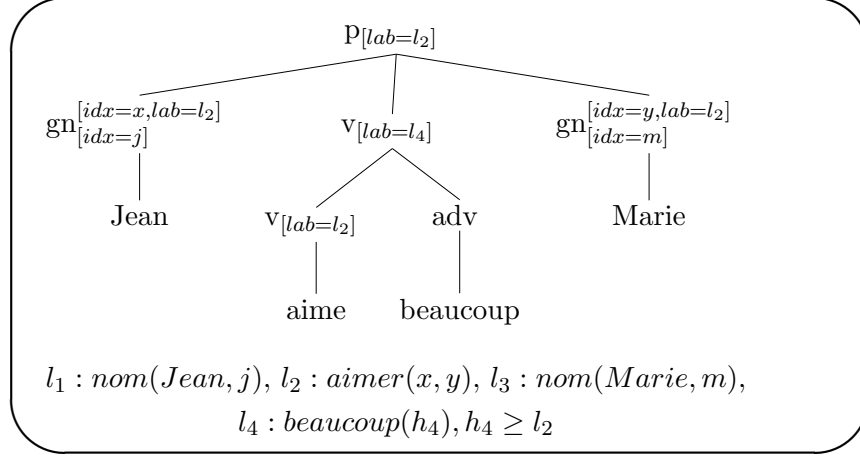 p[lab=l₂]
gn[idx=x,lab=l₂][idx=j] v[lab=l₄] gn[idx=y,lab=l₂][idx=m]
Jean v[lab=l₂] adv Marie
aime beaucoup
l₁ : nom(Jean, j), l₂ : aimer(x, y), l₃ : nom(Marie, m),
l₄ : beaucoup(h₄), h₄ ≥ l₂